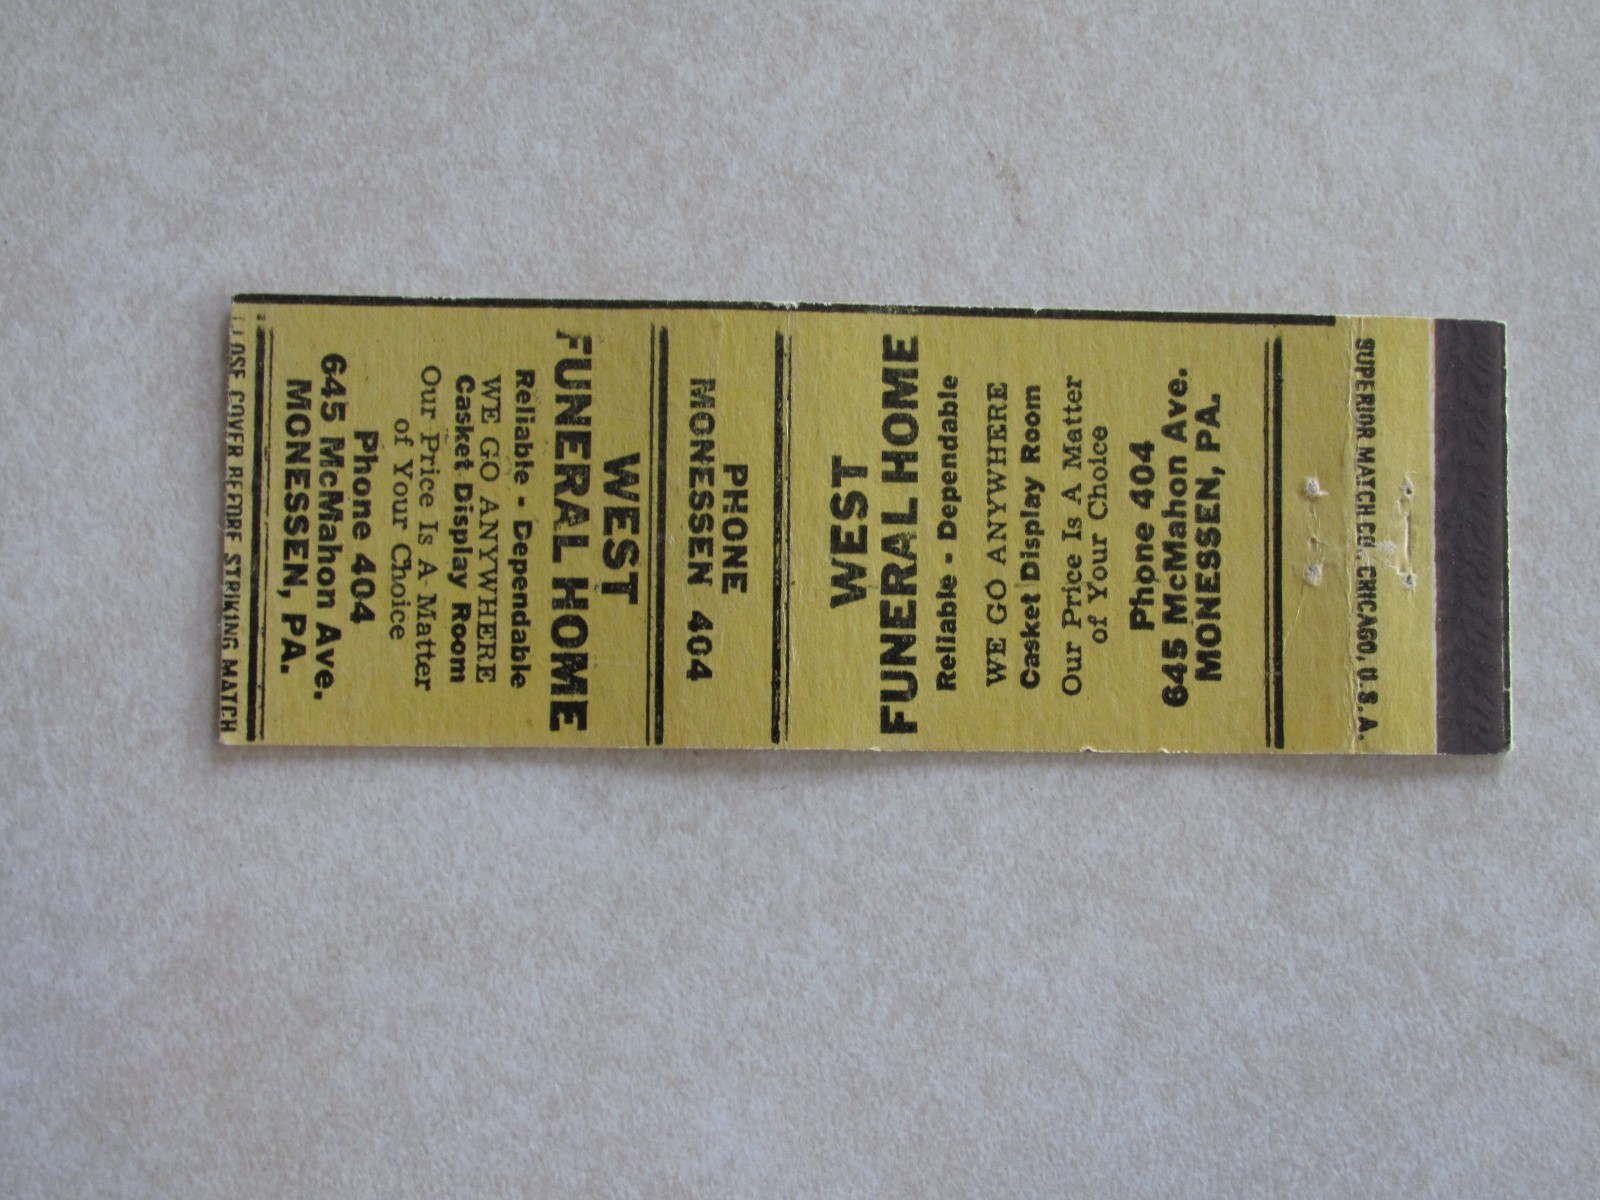 CLOSE COVER BEFORE STRIKING MATCH
WEST
FUNERAL HOME
Reliable - Dependable
WE GO ANYWHERE
Casket Display Room
Our Price Is A Matter
of Your Choice
Phone 404
645 McMahon Ave.
MONESSEN, PA.
PHONE
MONESSEN 404
WEST
FUNERAL HOME
Reliable - Dependable
WE GO ANYWHERE
Casket Display Room
Our Price Is A Matter
of Your Choice
Phone 404
645 McMahon Ave.
MONESSEN, PA.
SUPERIOR MATCH CO. CHICAGO, U.S.A.